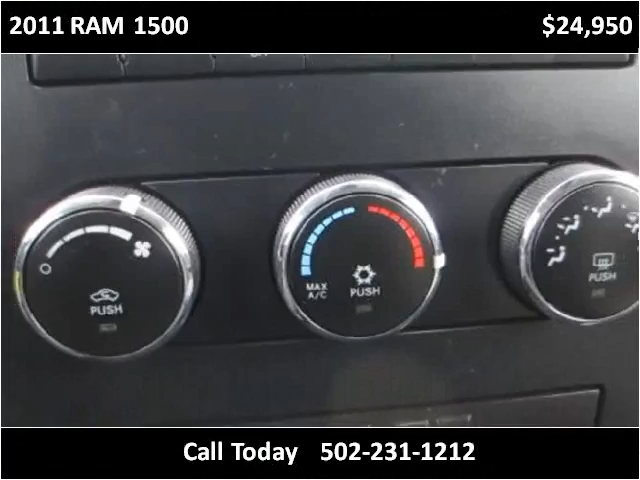 2011 RAM 1500 $24,950
PUSH
MAX
A/C
PUSH
PUSH
Call Today 502-231-1212